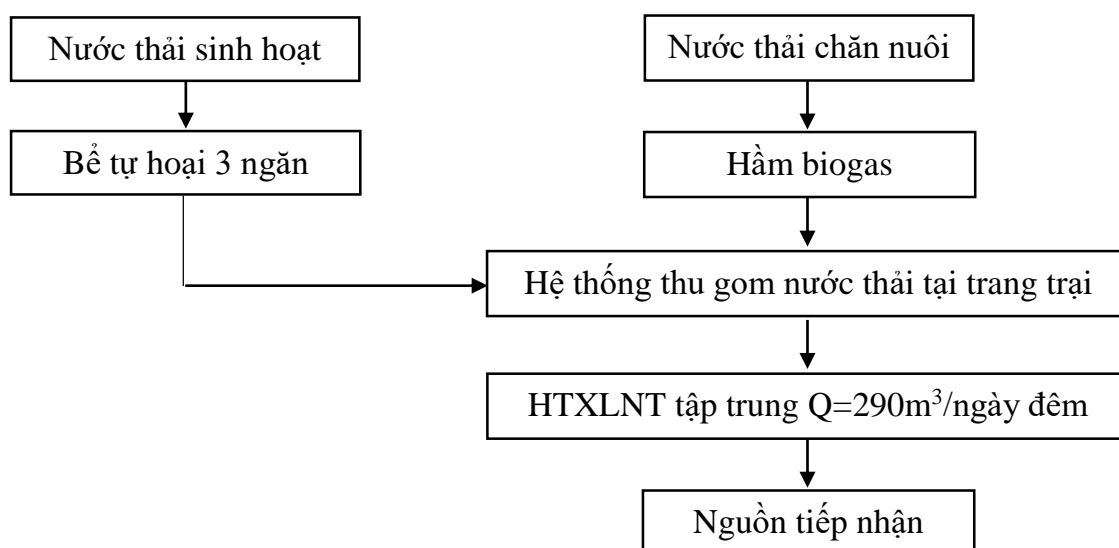 Nước thải sinh hoạt
Nước thải chăn nuôi
Bể tự hoại 3 ngăn
Hầm biogas
Hệ thống thu gom nước thải tại trang trại
HTXLNT tập trung Q=290m³/ngày đêm
Nguồn tiếp nhận